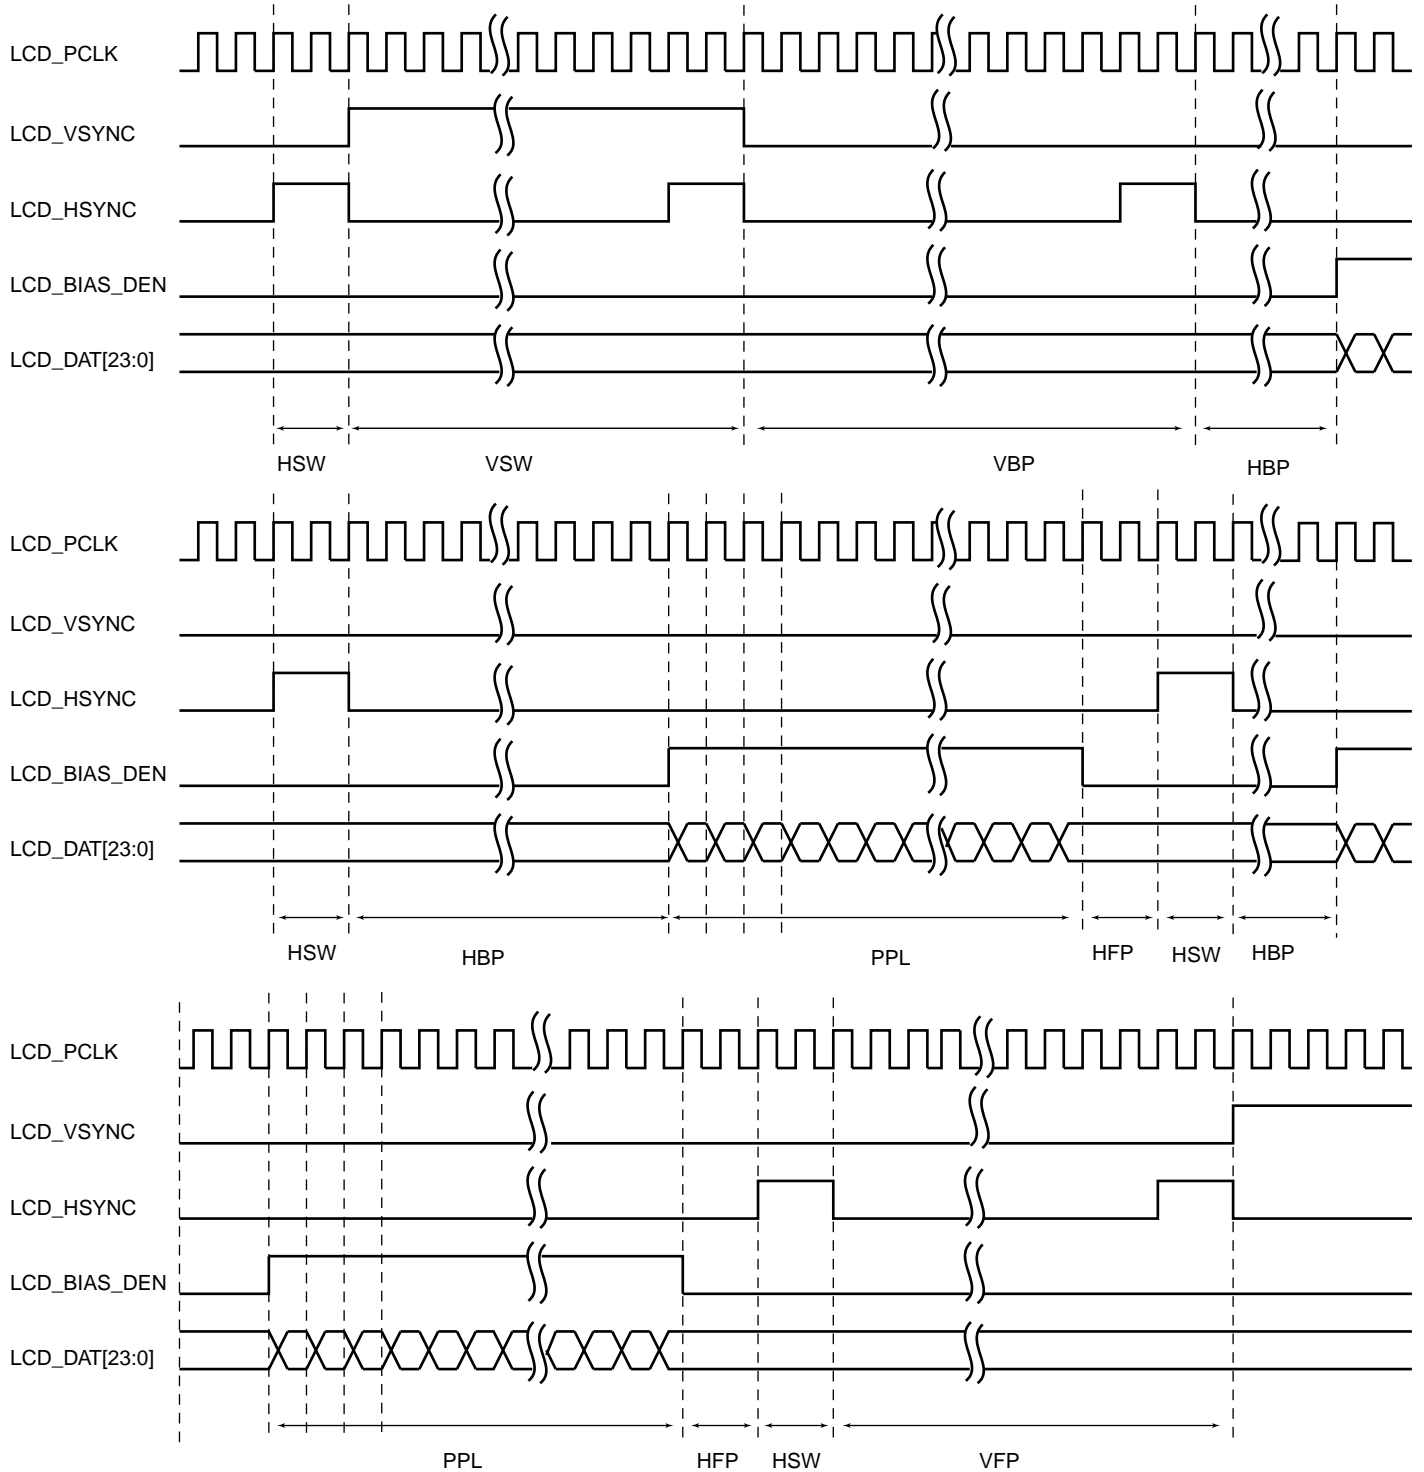 LCD_PCLK
LCD_VSYNC
LCD_HSYNC
LCD_BIAS_DEN
LCD_DAT[23:0]
HSW VSW VBP HBP
LCD_PCLK
LCD_VSYNC
LCD_HSYNC
LCD_BIAS_DEN
LCD_DAT[23:0]
HSW HBP PPL HFP HSW HBP
LCD_PCLK
LCD_VSYNC
LCD_HSYNC
LCD_BIAS_DEN
LCD_DAT[23:0]
PPL HFP HSW VFP